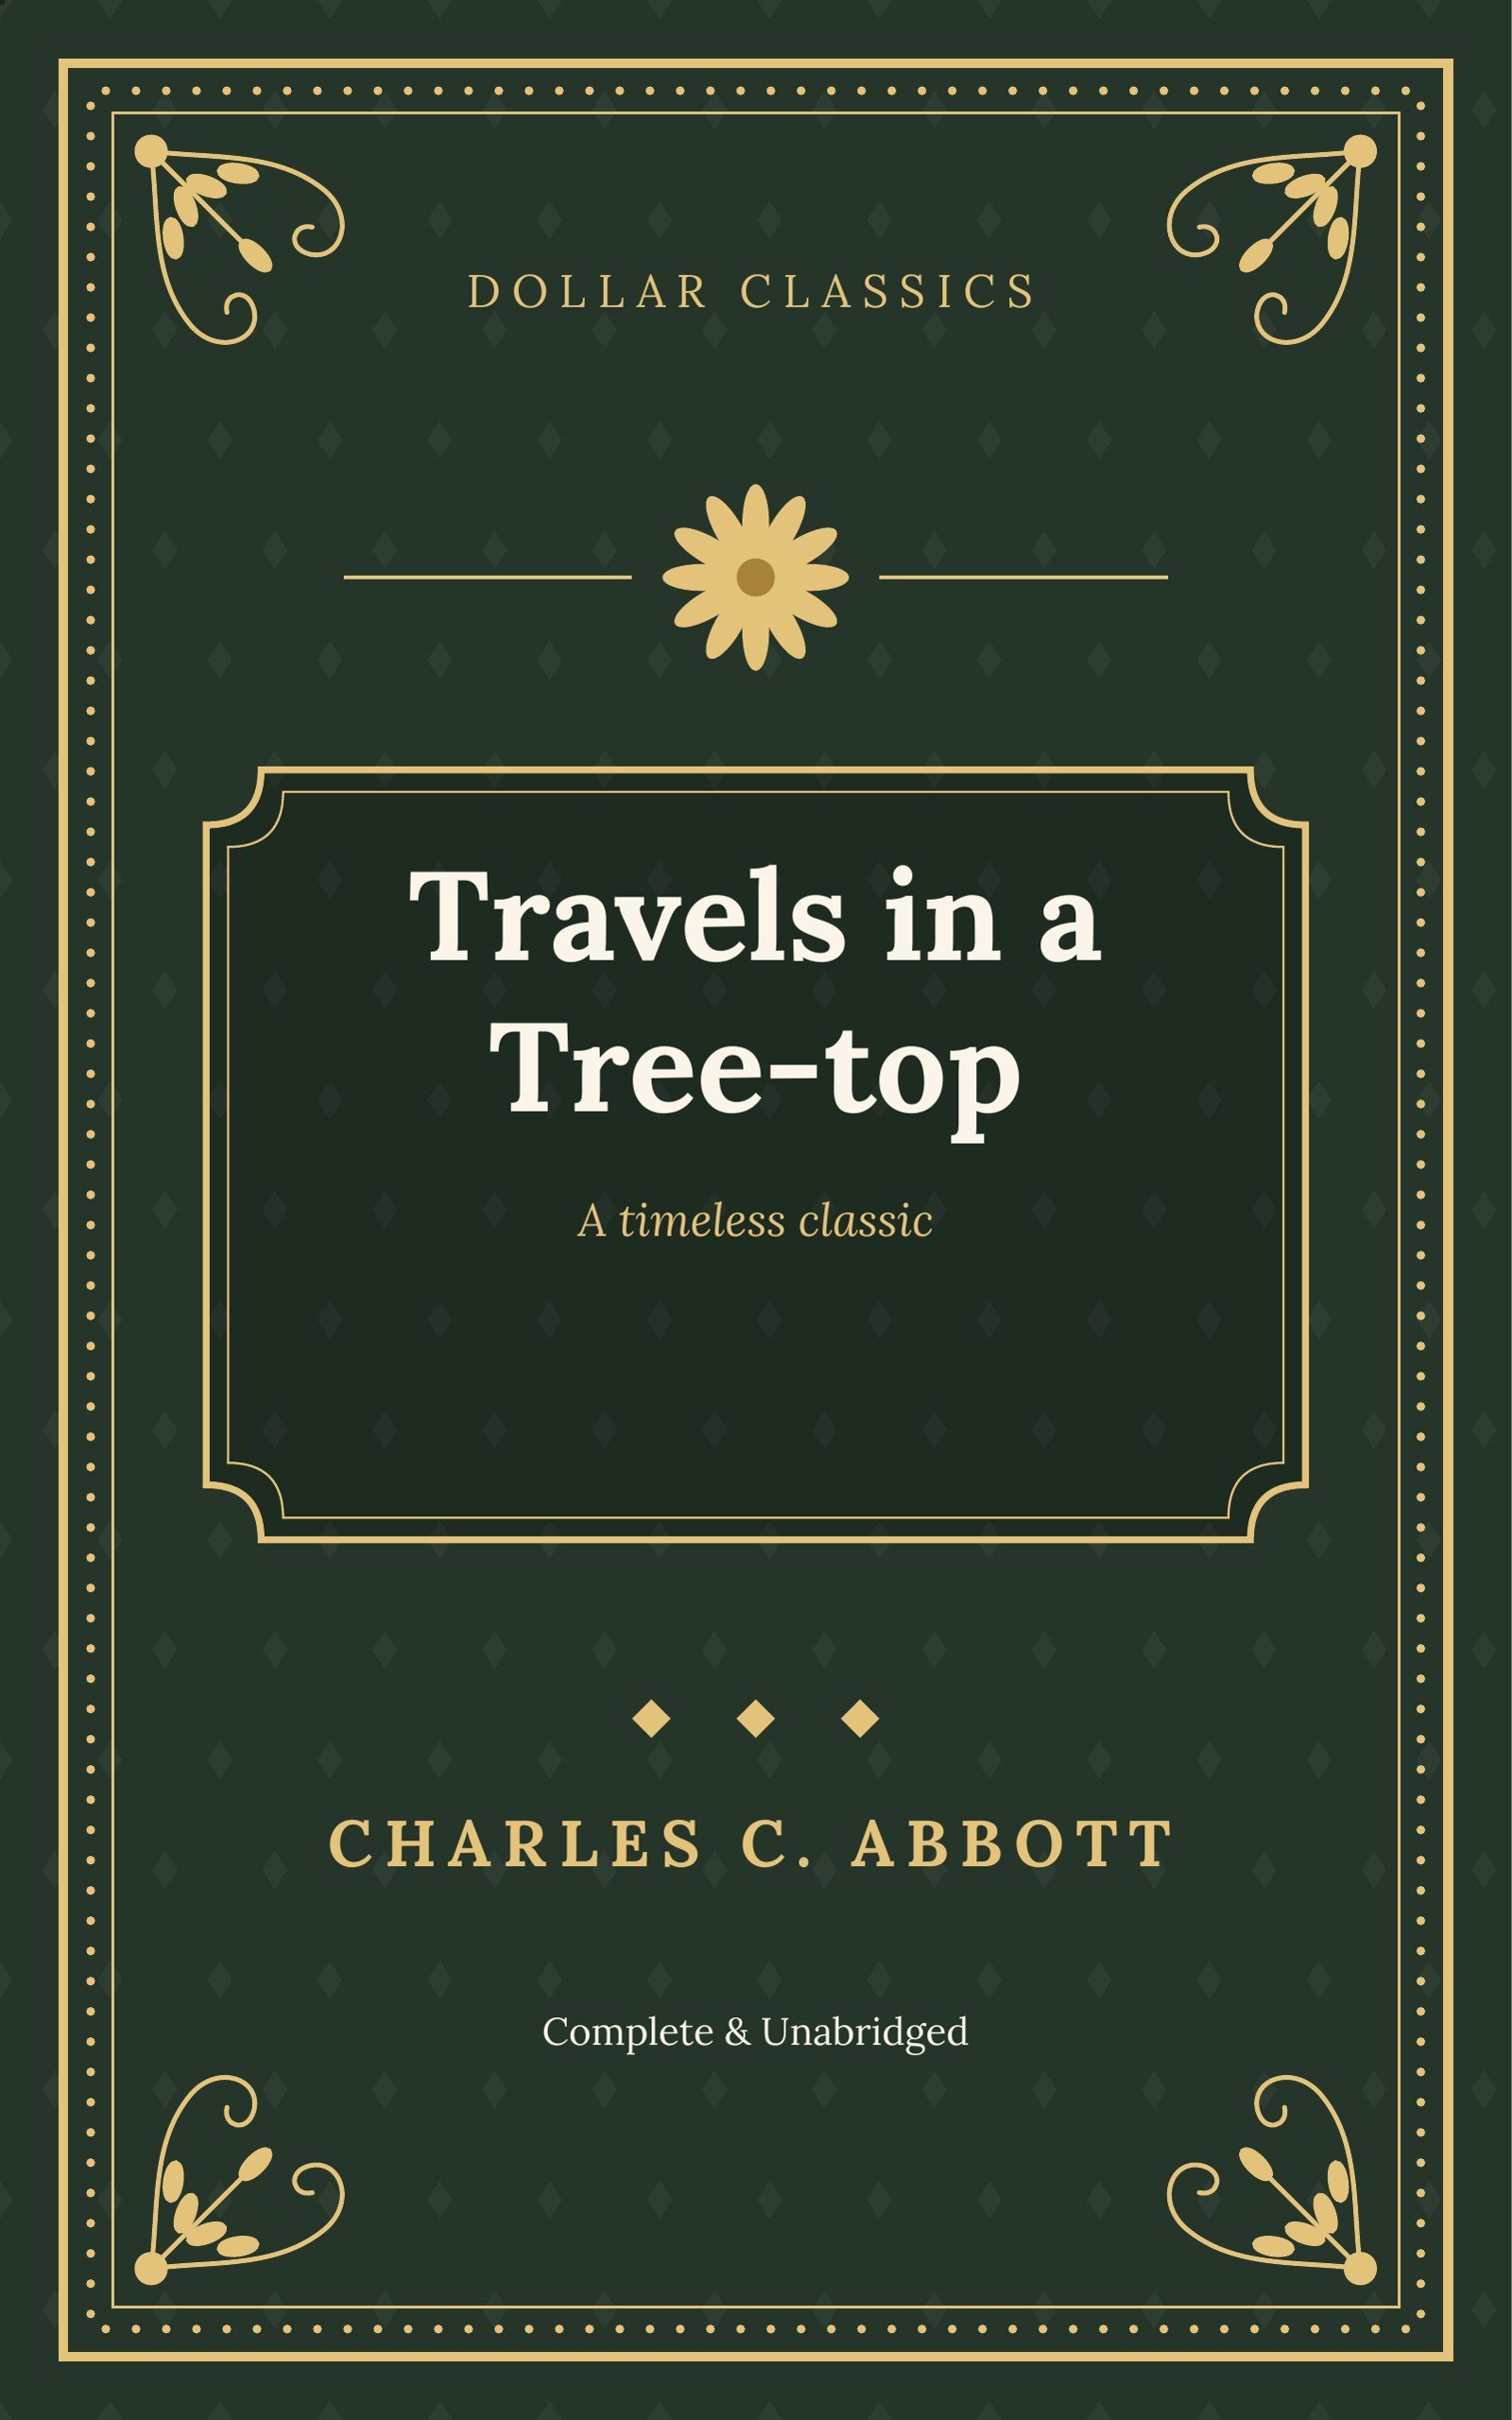 DOLLAR CLASSICS
Travels in a
Tree-top
A timeless classic
CHARLES C. ABBOTT
Complete & Unabridged